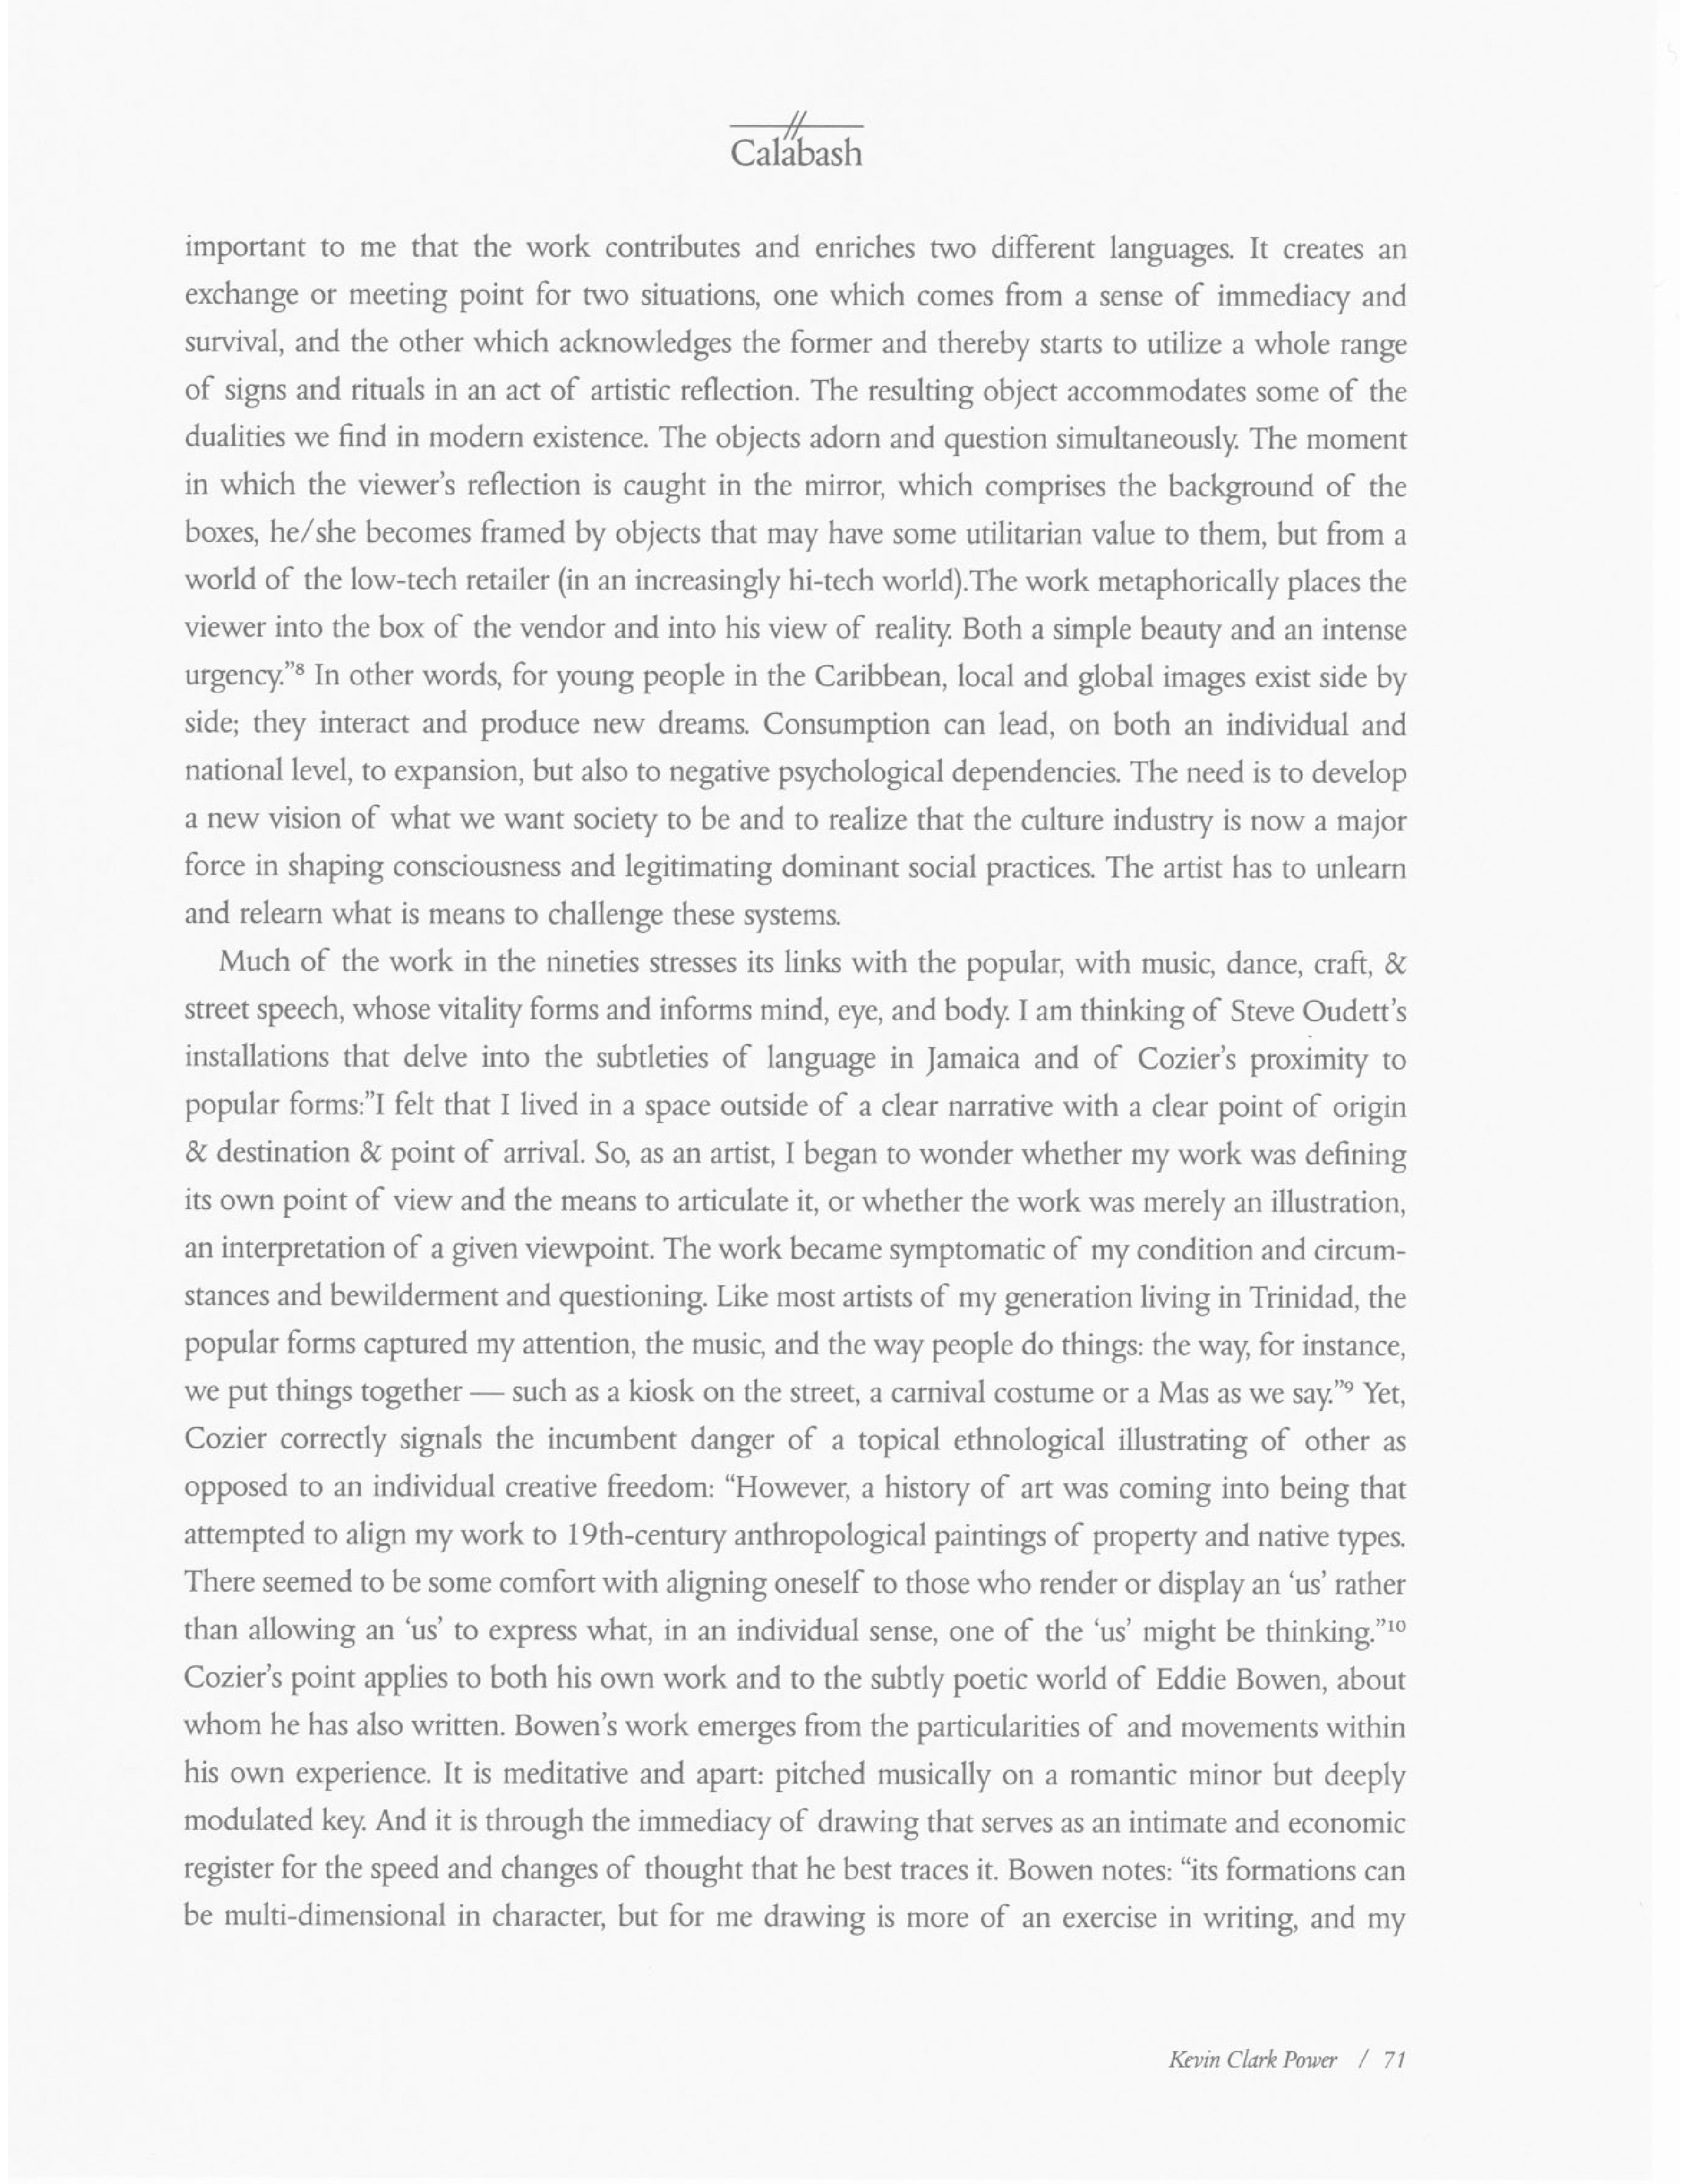 Calabash
important to me that the work contributes and enriches two different languages. It creates an
exchange or meeting point for two situations, one which comes from a sense of immediacy and
survival, and the other which acknowledges the former and thereby starts to utilize a whole range
of signs and rituals in an act of artistic reflection. The resulting object accommodates some of the
dualities we find in modern existence. The objects adorn and question simultaneously. The moment
in which the viewer's reflection is caught in the mirror, which comprises the background of the
boxes, he/she becomes framed by objects that may have some utilitarian value to them, but from a
world of the low-tech retailer (in an increasingly hi-tech world).The work metaphorically places the
viewer into the box of the vendor and into his view of reality. Both a simple beauty and an intense
urgency.”⁸ In other words, for young people in the Caribbean, local and global images exist side by
side; they interact and produce new dreams. Consumption can lead, on both an individual and
national level, to expansion, but also to negative psychological dependencies. The need is to develop
a new vision of what we want society to be and to realize that the culture industry is now a major
force in shaping consciousness and legitimating dominant social practices. The artist has to unlearn
and relearn what is means to challenge these systems.
Much of the work in the nineties stresses its links with the popular, with music, dance, craft, &
street speech, whose vitality forms and informs mind, eye, and body. I am thinking of Steve Oudett's
installations that delve into the subtleties of language in Jamaica and of Cozier's proximity to
popular forms:”I felt that I lived in a space outside of a clear narrative with a clear point of origin
& destination & point of arrival. So, as an artist, I began to wonder whether my work was defining
its own point of view and the means to articulate it, or whether the work was merely an illustration,
an interpretation of a given viewpoint. The work became symptomatic of my condition and circum-
stances and bewilderment and questioning. Like most artists of my generation living in Trinidad, the
popular forms captured my attention, the music, and the way people do things: the way, for instance,
we put things together — such as a kiosk on the street, a carnival costume or a Mas as we say.”⁹ Yet,
Cozier correctly signals the incumbent danger of a topical ethnological illustrating of other as
opposed to an individual creative freedom: “However, a history of art was coming into being that
attempted to align my work to 19th-century anthropological paintings of property and native types.
There seemed to be some comfort with aligning oneself to those who render or display an ‘us’ rather
than allowing an ‘us’ to express what, in an individual sense, one of the ‘us’ might be thinking.”¹⁰
Cozier's point applies to both his own work and to the subtly poetic world of Eddie Bowen, about
whom he has also written. Bowen's work emerges from the particularities of and movements within
his own experience. It is meditative and apart: pitched musically on a romantic minor but deeply
modulated key. And it is through the immediacy of drawing that serves as an intimate and economic
register for the speed and changes of thought that he best traces it. Bowen notes: “its formations can
be multi-dimensional in character, but for me drawing is more of an exercise in writing, and my
Kevin Clark Power / 71